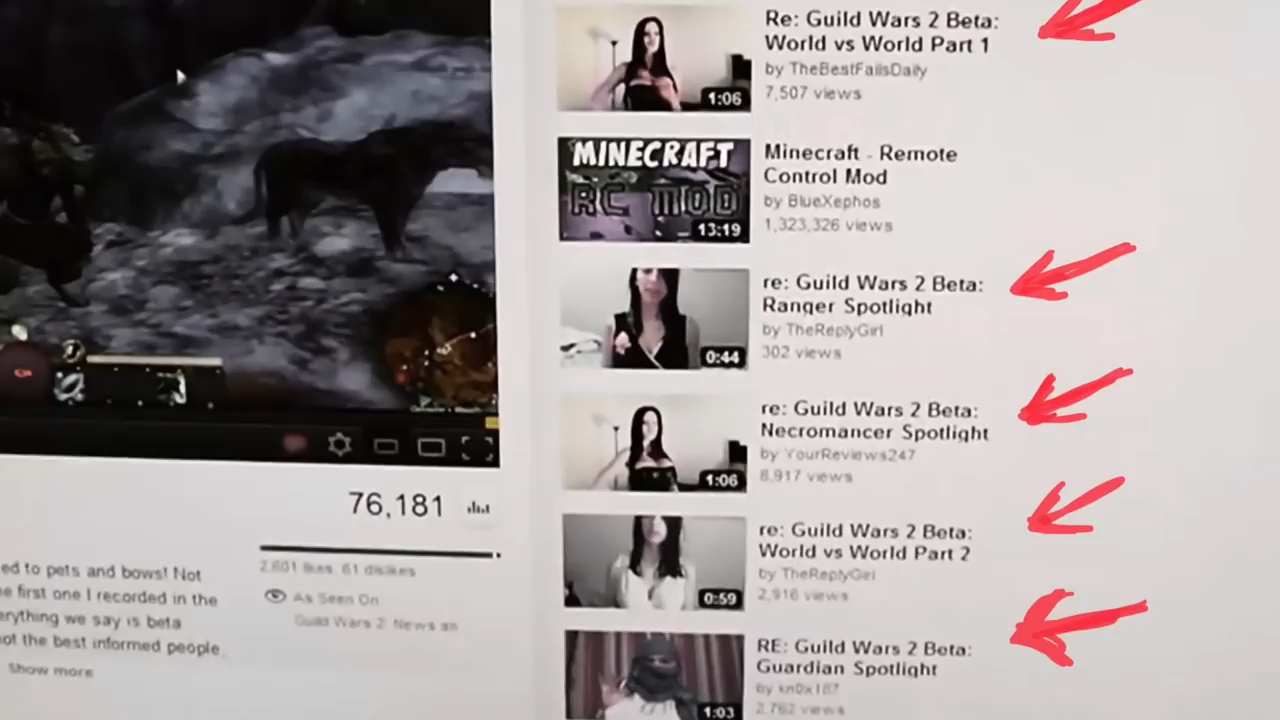 Re: Guild Wars 2 Beta:
World vs World Part 1
by TheBestFailsDaily
7,507 views
1:06
MINECRAFT
RC MOD
13:19
Minecraft - Remote
Control Mod
by BlueXephos
1,323,326 views
re: Guild Wars 2 Beta:
Ranger Spotlight
by TheReplyGirl
302 views
0:44
re: Guild Wars 2 Beta:
Necromancer Spotlight
by YourReviews247
8,917 views
1:06
re: Guild Wars 2 Beta:
World vs World Part 2
by TheReplyGirl
2,916 views
0:59
RE: Guild Wars 2 Beta:
Guardian Spotlight
by kn0x187
2,762 views
1:03
76,181
2,601 likes, 61 dislikes
As Seen On
Guild Wars 2: News an
ed to pets and bows! Not
e first one I recorded in the
erything we say is beta
not the best informed people,
Show more